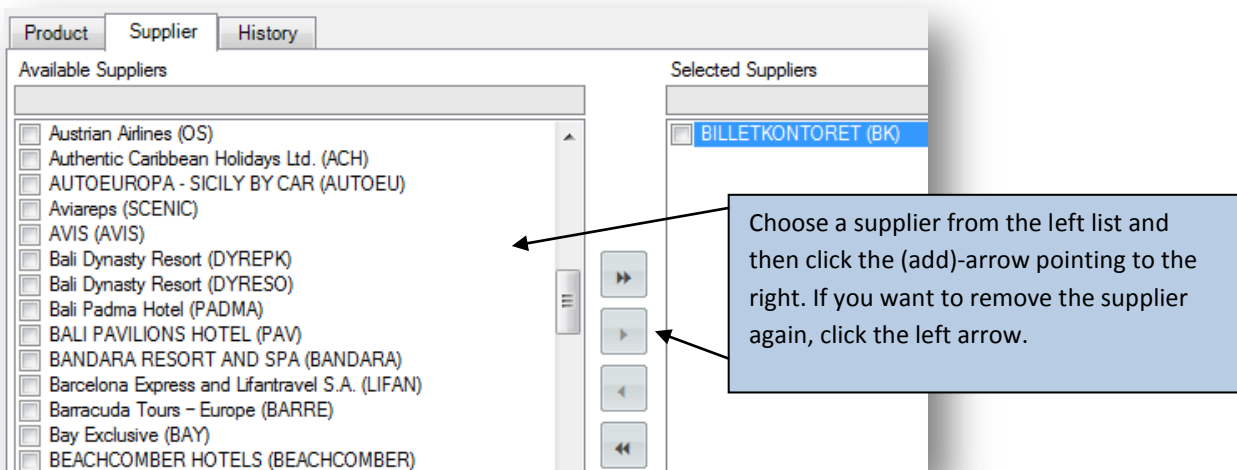 Product Supplier History
Available Suppliers
Selected Suppliers
Austrian Airlines (OS)
Authentic Caribbean Holidays Ltd. (ACH)
AUTOEUROPA - SICILY BY CAR (AUTOEU)
Aviareps (SCENIC)
AVIS (AVIS)
Bali Dynasty Resort (DYREPK)
Bali Dynasty Resort (DYRESO)
Bali Padma Hotel (PADMA)
BALI PAVILIONS HOTEL (PAV)
BANDARA RESORT AND SPA (BANDARA)
Barcelona Express and Lifantravel S.A. (LIFAN)
Barracuda Tours – Europe (BARRE)
Bay Exclusive (BAY)
BEACHCOMBER HOTELS (BEACHCOMBER)
BILLETKONTORET (BK)
Choose a supplier from the left list and
then click the (add)-arrow pointing to the
right. If you want to remove the supplier
again, click the left arrow.